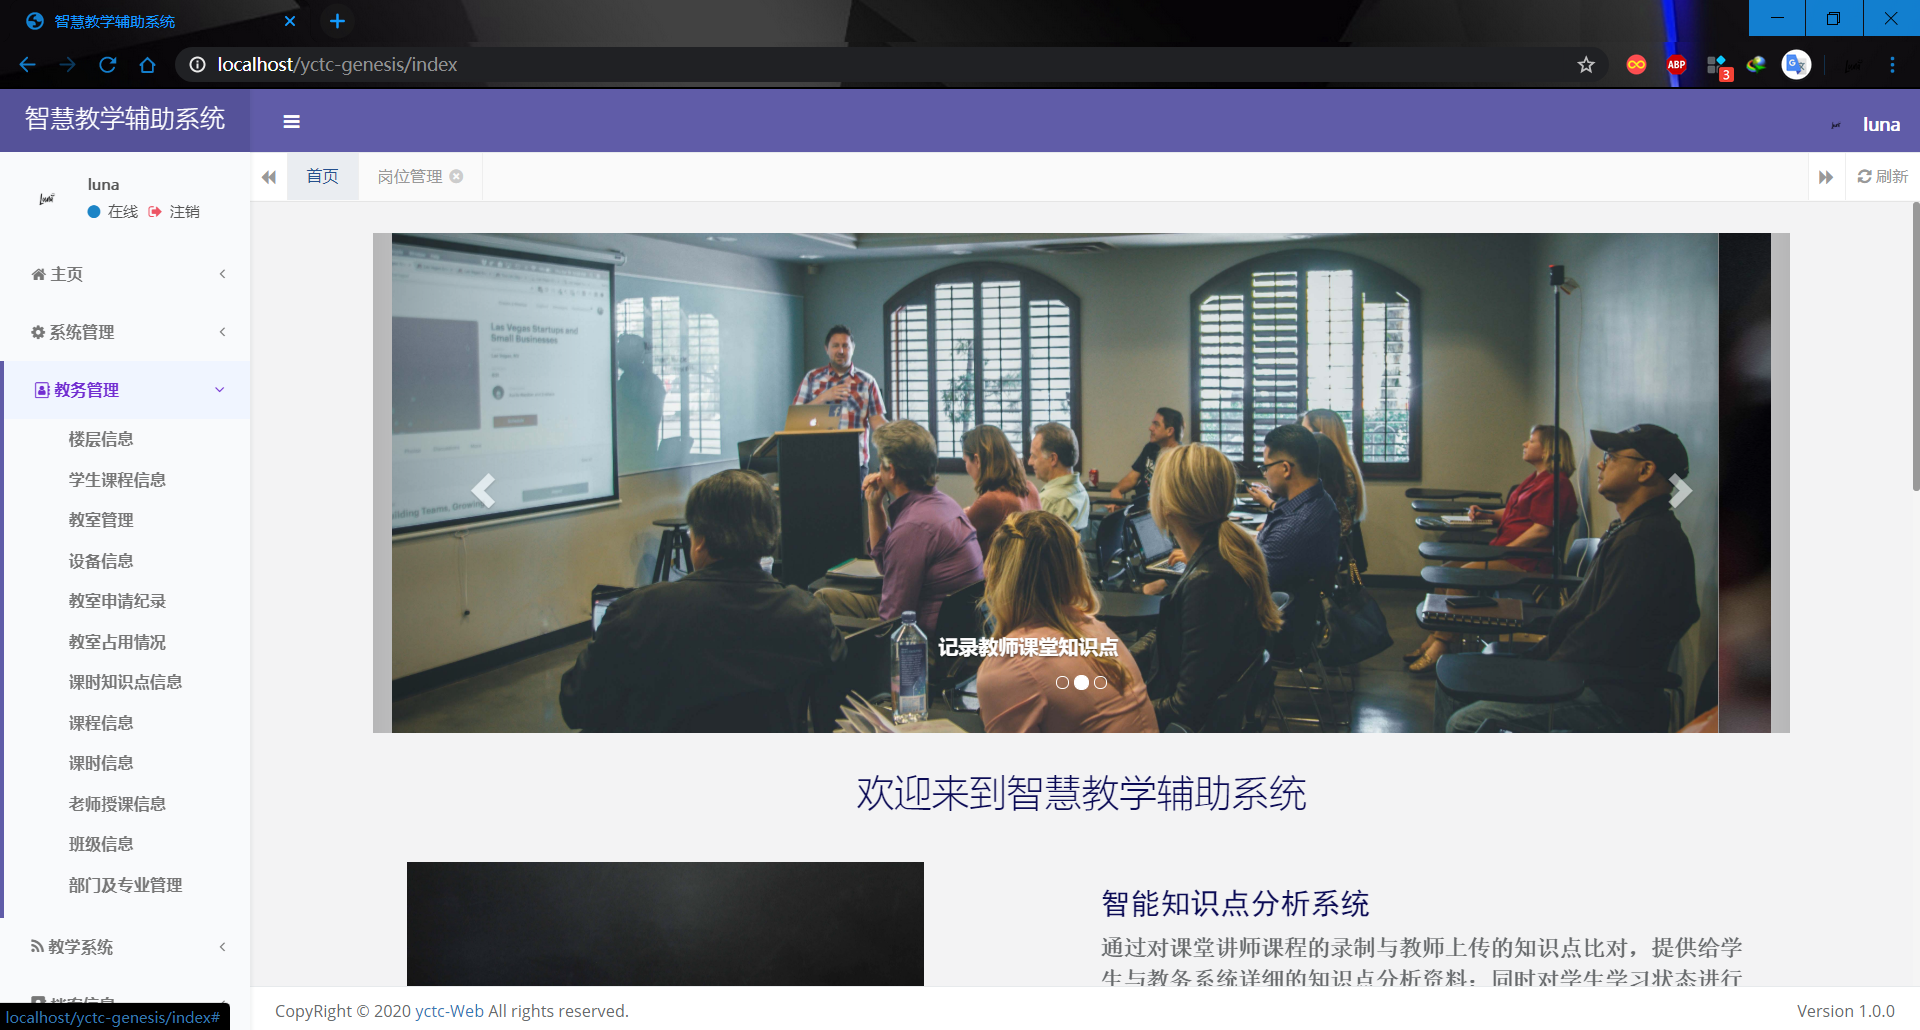 智慧教学辅助系统
localhost/yctc-genesis/index
ABP
3
智慧教学辅助系统
luna
luna
在线 注销
首页
岗位管理
刷新
主页
系统管理
教务管理
楼层信息
学生课程信息
教室管理
设备信息
教室申请纪录
教室占用情况
课时知识点信息
课程信息
课时信息
老师授课信息
班级信息
部门及专业管理
教学系统
localhost/yctc-genesis/index#
Las Vegas Startups and
Small Businesses
记录教师课堂知识点
欢迎来到智慧教学辅助系统
智能知识点分析系统
通过对课堂讲师课程的录制与教师上传的知识点比对，提供给学
生与教务系统详细的知识点分析资料；同时对学生学习状态进行
CopyRight © 2020 yctc-Web All rights reserved.
Version 1.0.0